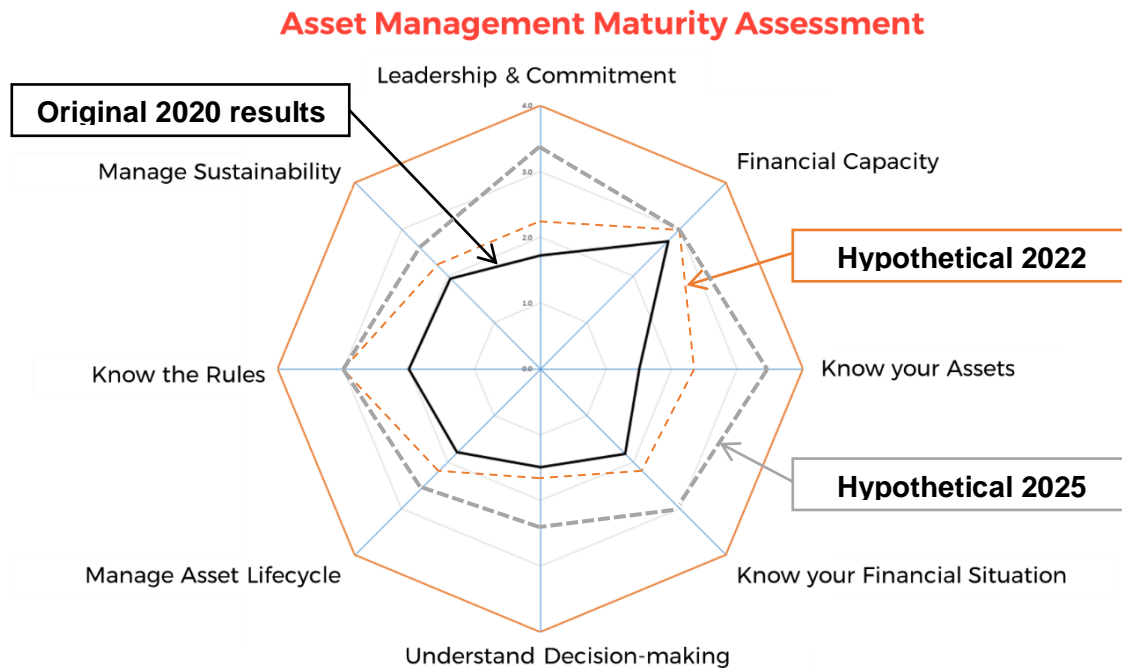 Asset Management Maturity Assessment
Leadership & Commitment
Original 2020 results
4.0
Manage Sustainability
Financial Capacity
3.0
2.0
Hypothetical 2022
1.0
Know the Rules
0.0
Know your Assets
Hypothetical 2025
Manage Asset Lifecycle
Know your Financial Situation
Understand Decision-making